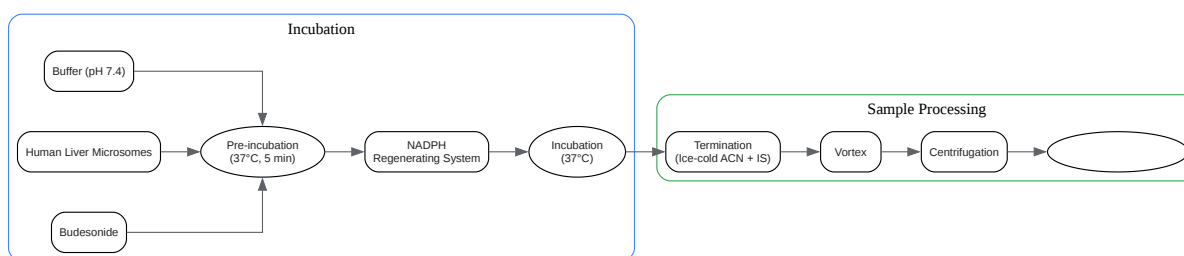 Incubation
Buffer (pH 7.4)
Human Liver Microsomes
Budesonide
Pre-incubation
(37°C, 5 min)
NADPH
Regenerating System
Incubation
(37°C)
Sample Processing
Termination
(Ice-cold ACN + IS)
Vortex
Centrifugation